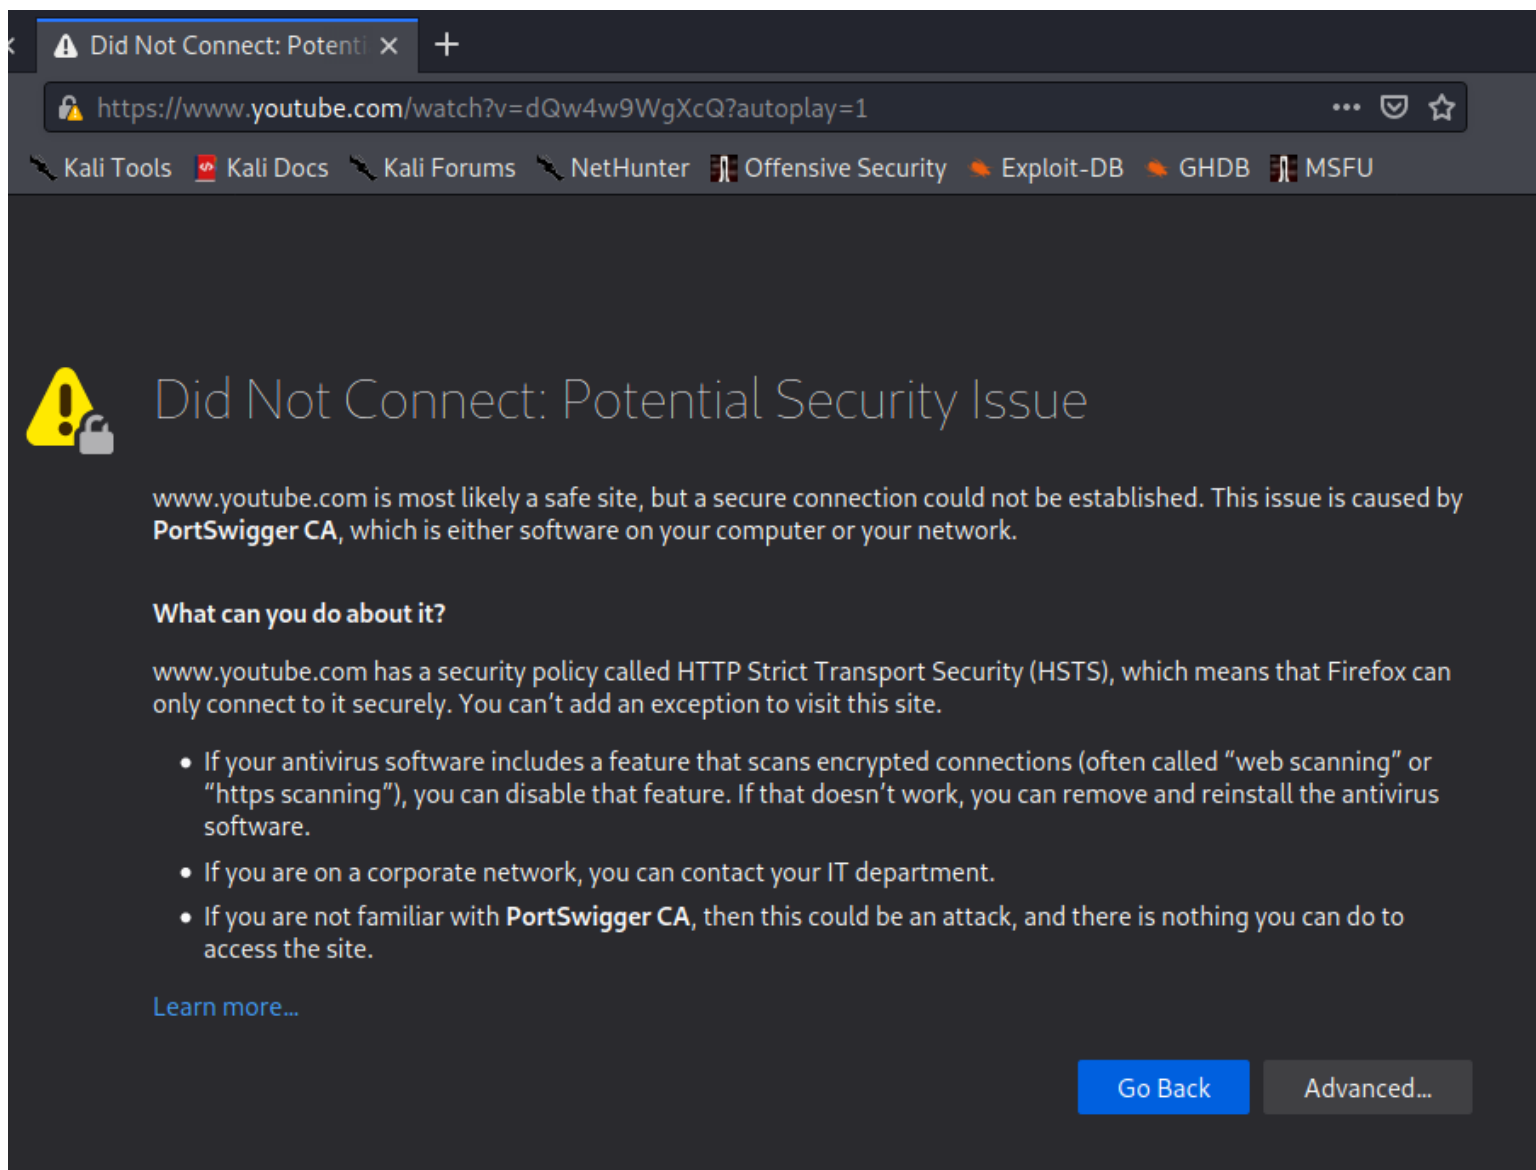 Did Not Connect: Potenti
https://www.youtube.com/watch?v=dQw4w9WgXcQ?autoplay=1
Kali Tools Kali Docs Kali Forums NetHunter Offensive Security Exploit-DB GHDB MSFU
Did Not Connect: Potential Security Issue
www.youtube.com is most likely a safe site, but a secure connection could not be established. This issue is caused by
PortSwigger CA, which is either software on your computer or your network.
What can you do about it?
www.youtube.com has a security policy called HTTP Strict Transport Security (HSTS), which means that Firefox can
only connect to it securely. You can’t add an exception to visit this site.
• If your antivirus software includes a feature that scans encrypted connections (often called “web scanning” or
“https scanning”), you can disable that feature. If that doesn’t work, you can remove and reinstall the antivirus
software.
• If you are on a corporate network, you can contact your IT department.
• If you are not familiar with PortSwigger CA, then this could be an attack, and there is nothing you can do to
access the site.
Learn more…
Go Back Advanced…